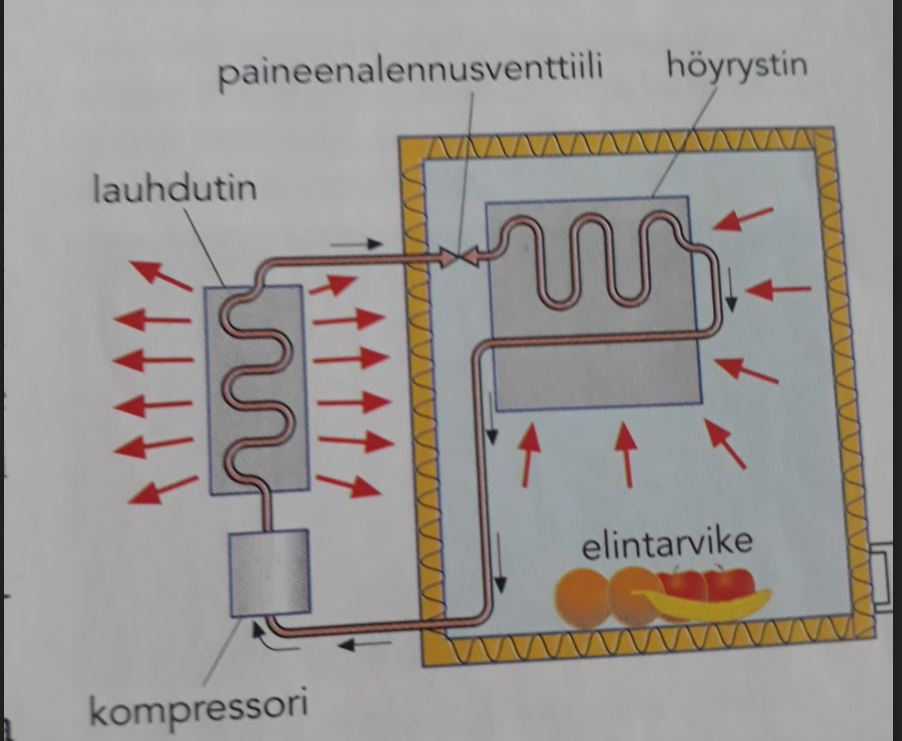 paineenalennusventtiili
höyrystin
lauhdutin
elintarvike
kompressori